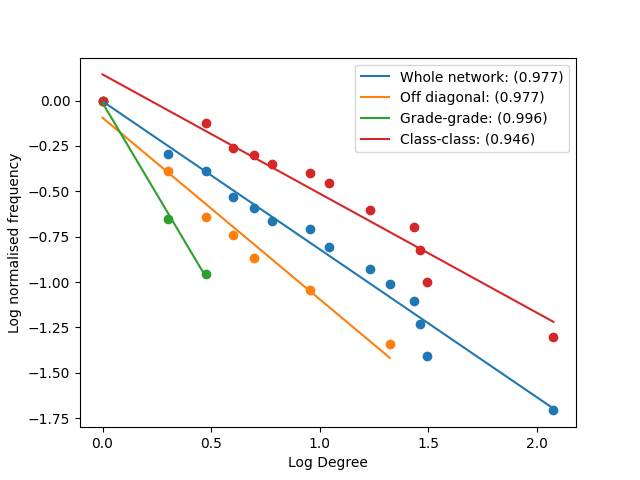 Whole network: (0.977)
Off diagonal: (0.977)
Grade-grade: (0.996)
Class-class: (0.946)
Log normalised frequency
0.00
−0.25
−0.50
−0.75
−1.00
−1.25
−1.50
−1.75
0.0 0.5 1.0 1.5 2.0
Log Degree